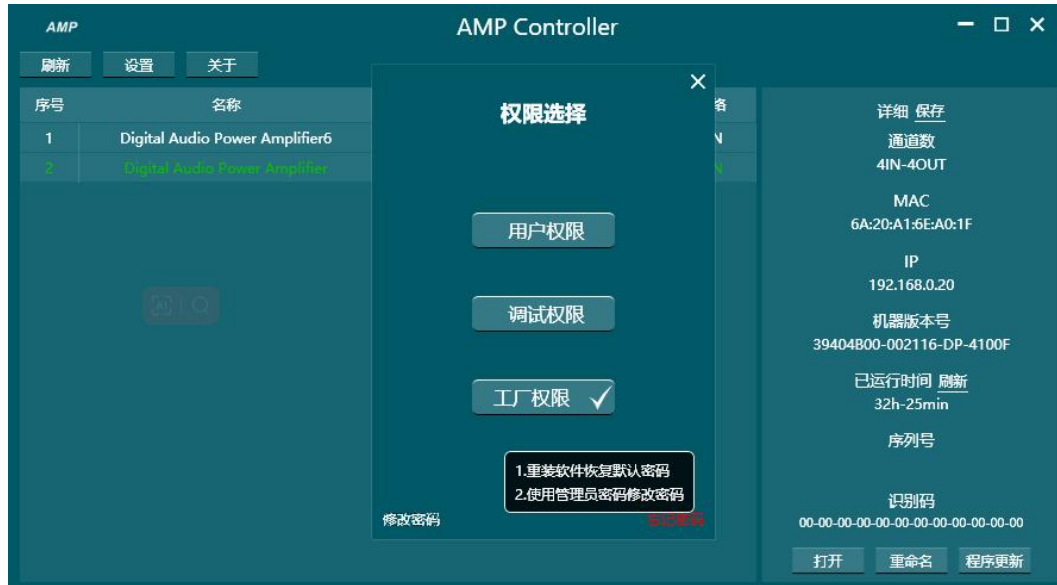 AMP
AMP Controller
刷新 设置 关于
序号 名称 络
1 Digital Audio Power Amplifier6 N
2 Digital Audio Power Amplifier N
权限选择
用户权限
调试权限
工厂权限
1.重装软件恢复默认密码
2.使用管理员密码修改密码
修改密码 忘记密码
详细 保存
通道数
4IN-4OUT
MAC
6A:20:A1:6E:A0:1F
IP
192.168.0.20
机器版本号
39404B00-002116-DP-4100F
已运行时间 刷新
32h-25min
序列号
识别码
00-00-00-00-00-00-00-00-00-00-00-00
打开 重命名 程序更新